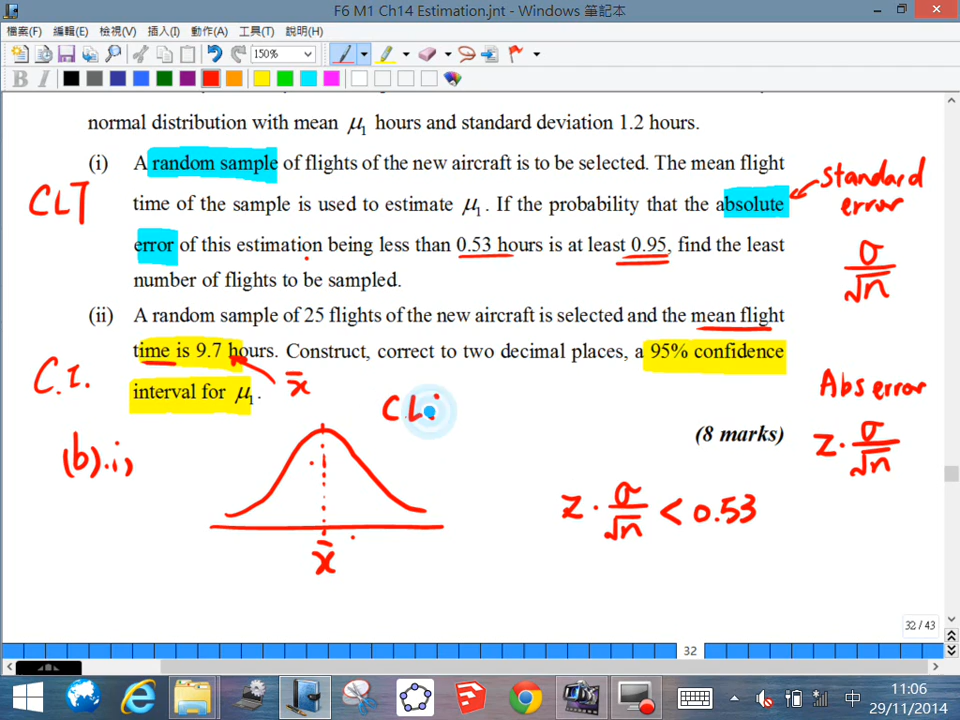 F6 M1 Ch14 Estimation.jnt - Windows 筆記本
檔案(F) 編輯(E) 檢視(V) 插入(I) 動作(A) 工具(T) 說明(H)
150%
B I
normal distribution with mean μ₁ hours and standard deviation 1.2 hours.
(i) A random sample of flights of the new aircraft is to be selected. The mean flight
time of the sample is used to estimate μ₁. If the probability that the absolute
error of this estimation being less than 0.53 hours is at least 0.95, find the least
number of flights to be sampled.
CLT
standard
error
σ/√n
(ii) A random sample of 25 flights of the new aircraft is selected and the mean flight
time is 9.7 hours. Construct, correct to two decimal places, a 95% confidence
interval for μ₁.
C.I.
x̄
CL
Abs error
z · σ/√n
(8 marks)
(b). i)
z · σ/√n < 0.53
x̄
32 / 43
32
中
11:06
29/11/2014